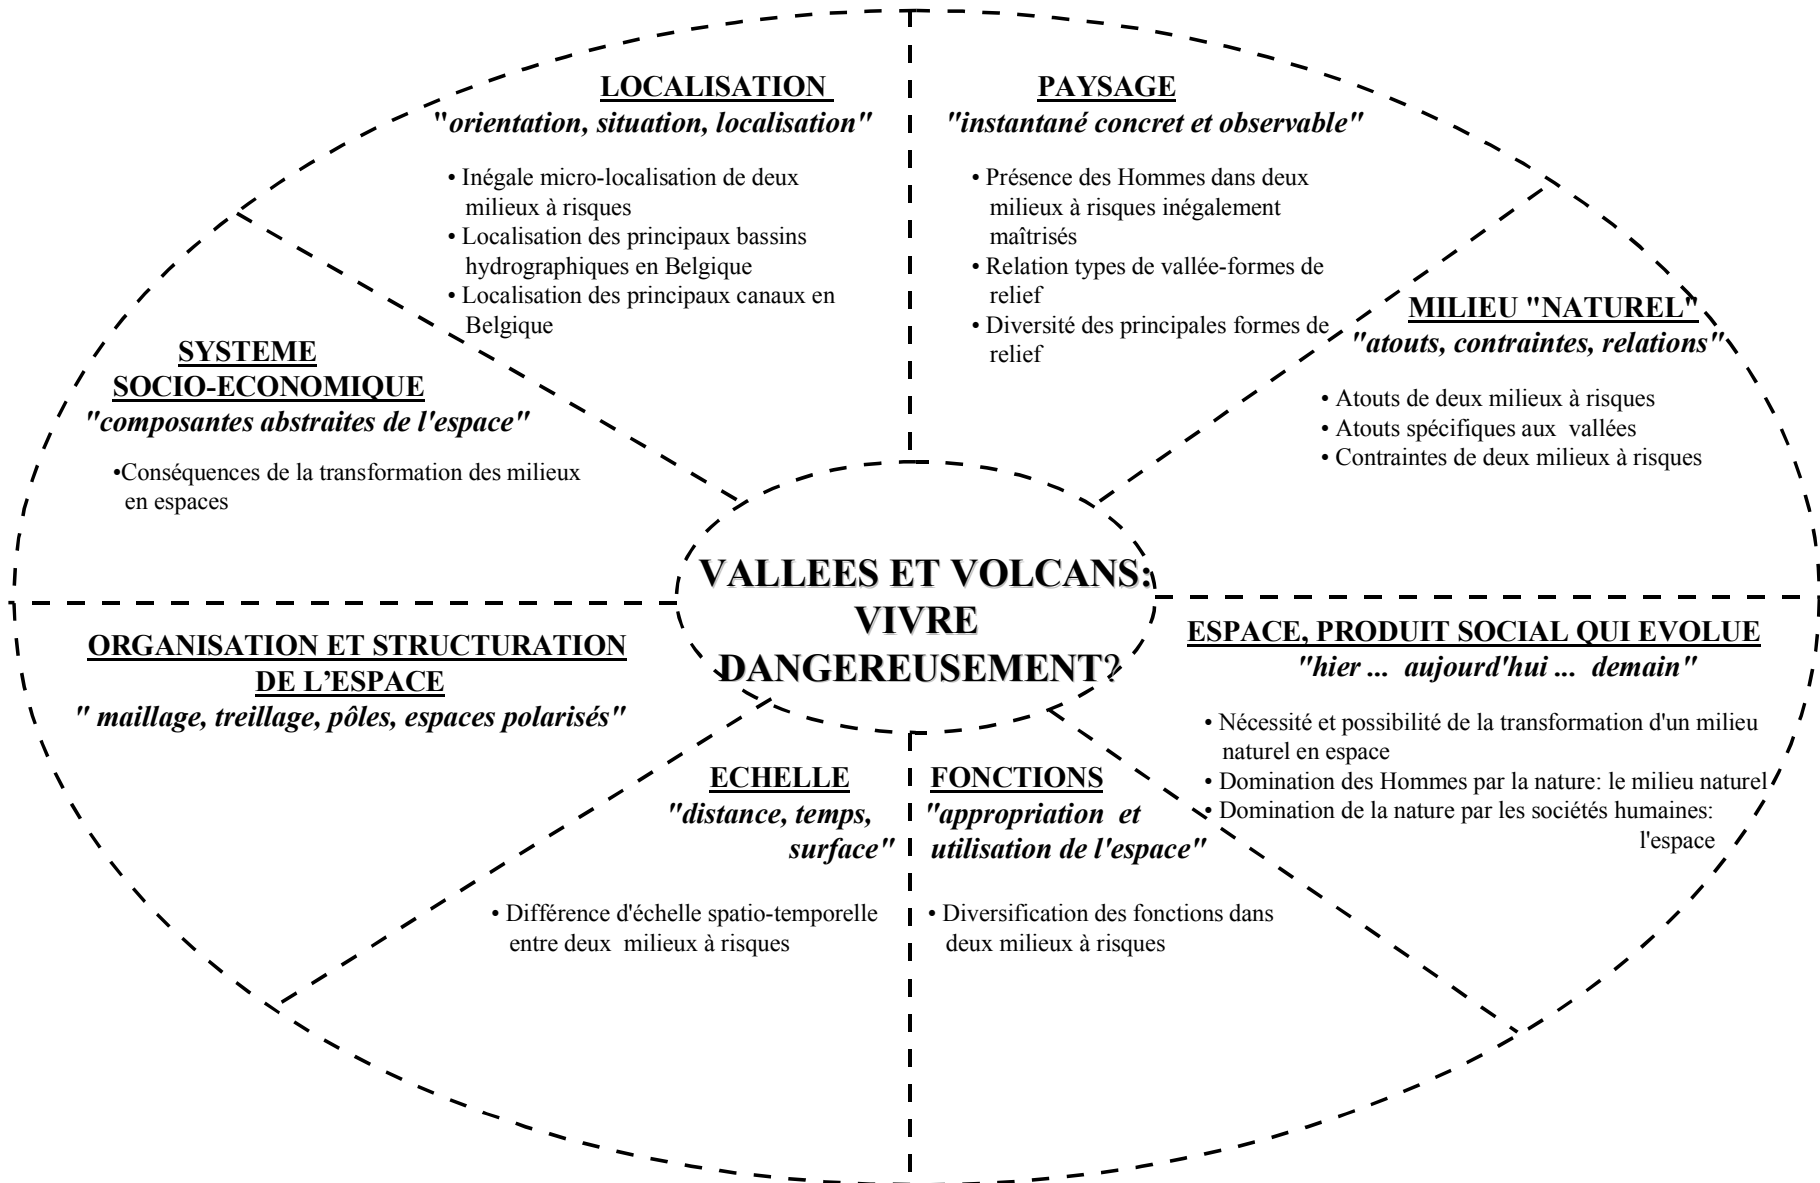 LOCALISATION
"orientation, situation, localisation"
• Inégale micro-localisation de deux
milieux à risques
• Localisation des principaux bassins
hydrographiques en Belgique
• Localisation des principaux canaux en
Belgique
PAYSAGE
"instantané concret et observable"
• Présence des Hommes dans deux
milieux à risques inégalement
maîtrisés
• Relation types de vallée-formes de
relief
• Diversité des principales formes de
relief
MILIEU "NATUREL"
"atouts, contraintes, relations"
• Atouts de deux milieux à risques
• Atouts spécifiques aux vallées
• Contraintes de deux milieux à risques
SYSTEME
SOCIO-ECONOMIQUE
"composantes abstraites de l'espace"
•Conséquences de la transformation des milieux
en espaces
VALLEES ET VOLCANS:
VIVRE
DANGEREUSEMENT?
ORGANISATION ET STRUCTURATION
DE L’ESPACE
" maillage, treillage, pôles, espaces polarisés"
ESPACE, PRODUIT SOCIAL QUI EVOLUE
"hier ... aujourd'hui ... demain"
• Nécessité et possibilité de la transformation d'un milieu
naturel en espace
• Domination des Hommes par la nature: le milieu naturel
• Domination de la nature par les sociétés humaines:
l'espace
ECHELLE
"distance, temps,
surface"
• Différence d'échelle spatio-temporelle
entre deux milieux à risques
FONCTIONS
"appropriation et
utilisation de l'espace"
• Diversification des fonctions dans
deux milieux à risques